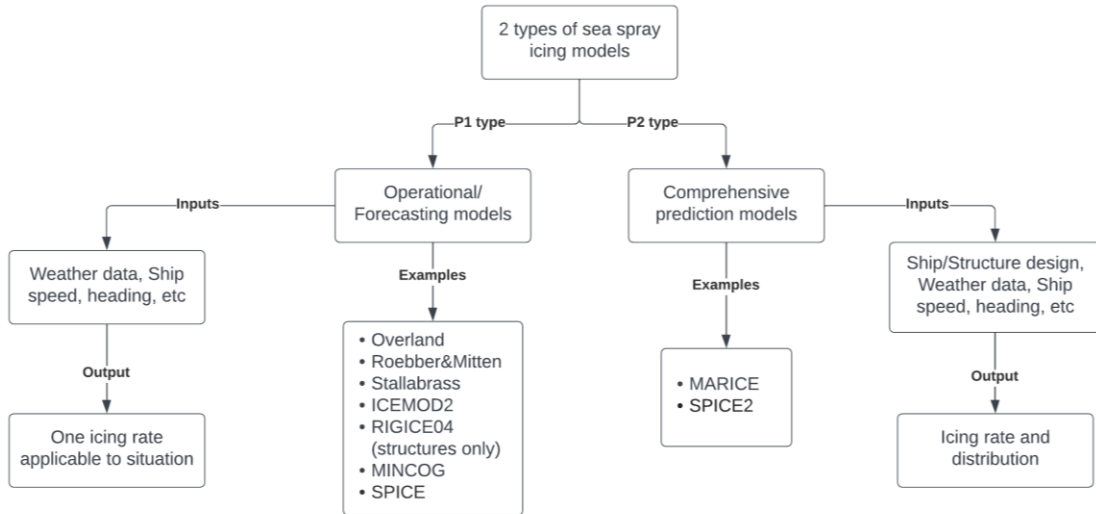 2 types of sea spray
icing models
P1 type
P2 type
Operational/
Forecasting models
Comprehensive
prediction models
Inputs
Inputs
Weather data, Ship
speed, heading, etc
Examples
Examples
Ship/Structure design,
Weather data, Ship
speed, heading, etc
Output
Output
• Overland
• Roebber&Mitten
• Stallabrass
• ICEMOD2
• RIGICE04
(structures only)
• MINCOG
• SPICE
• MARICE
• SPICE2
One icing rate
applicable to situation
Icing rate and
distribution